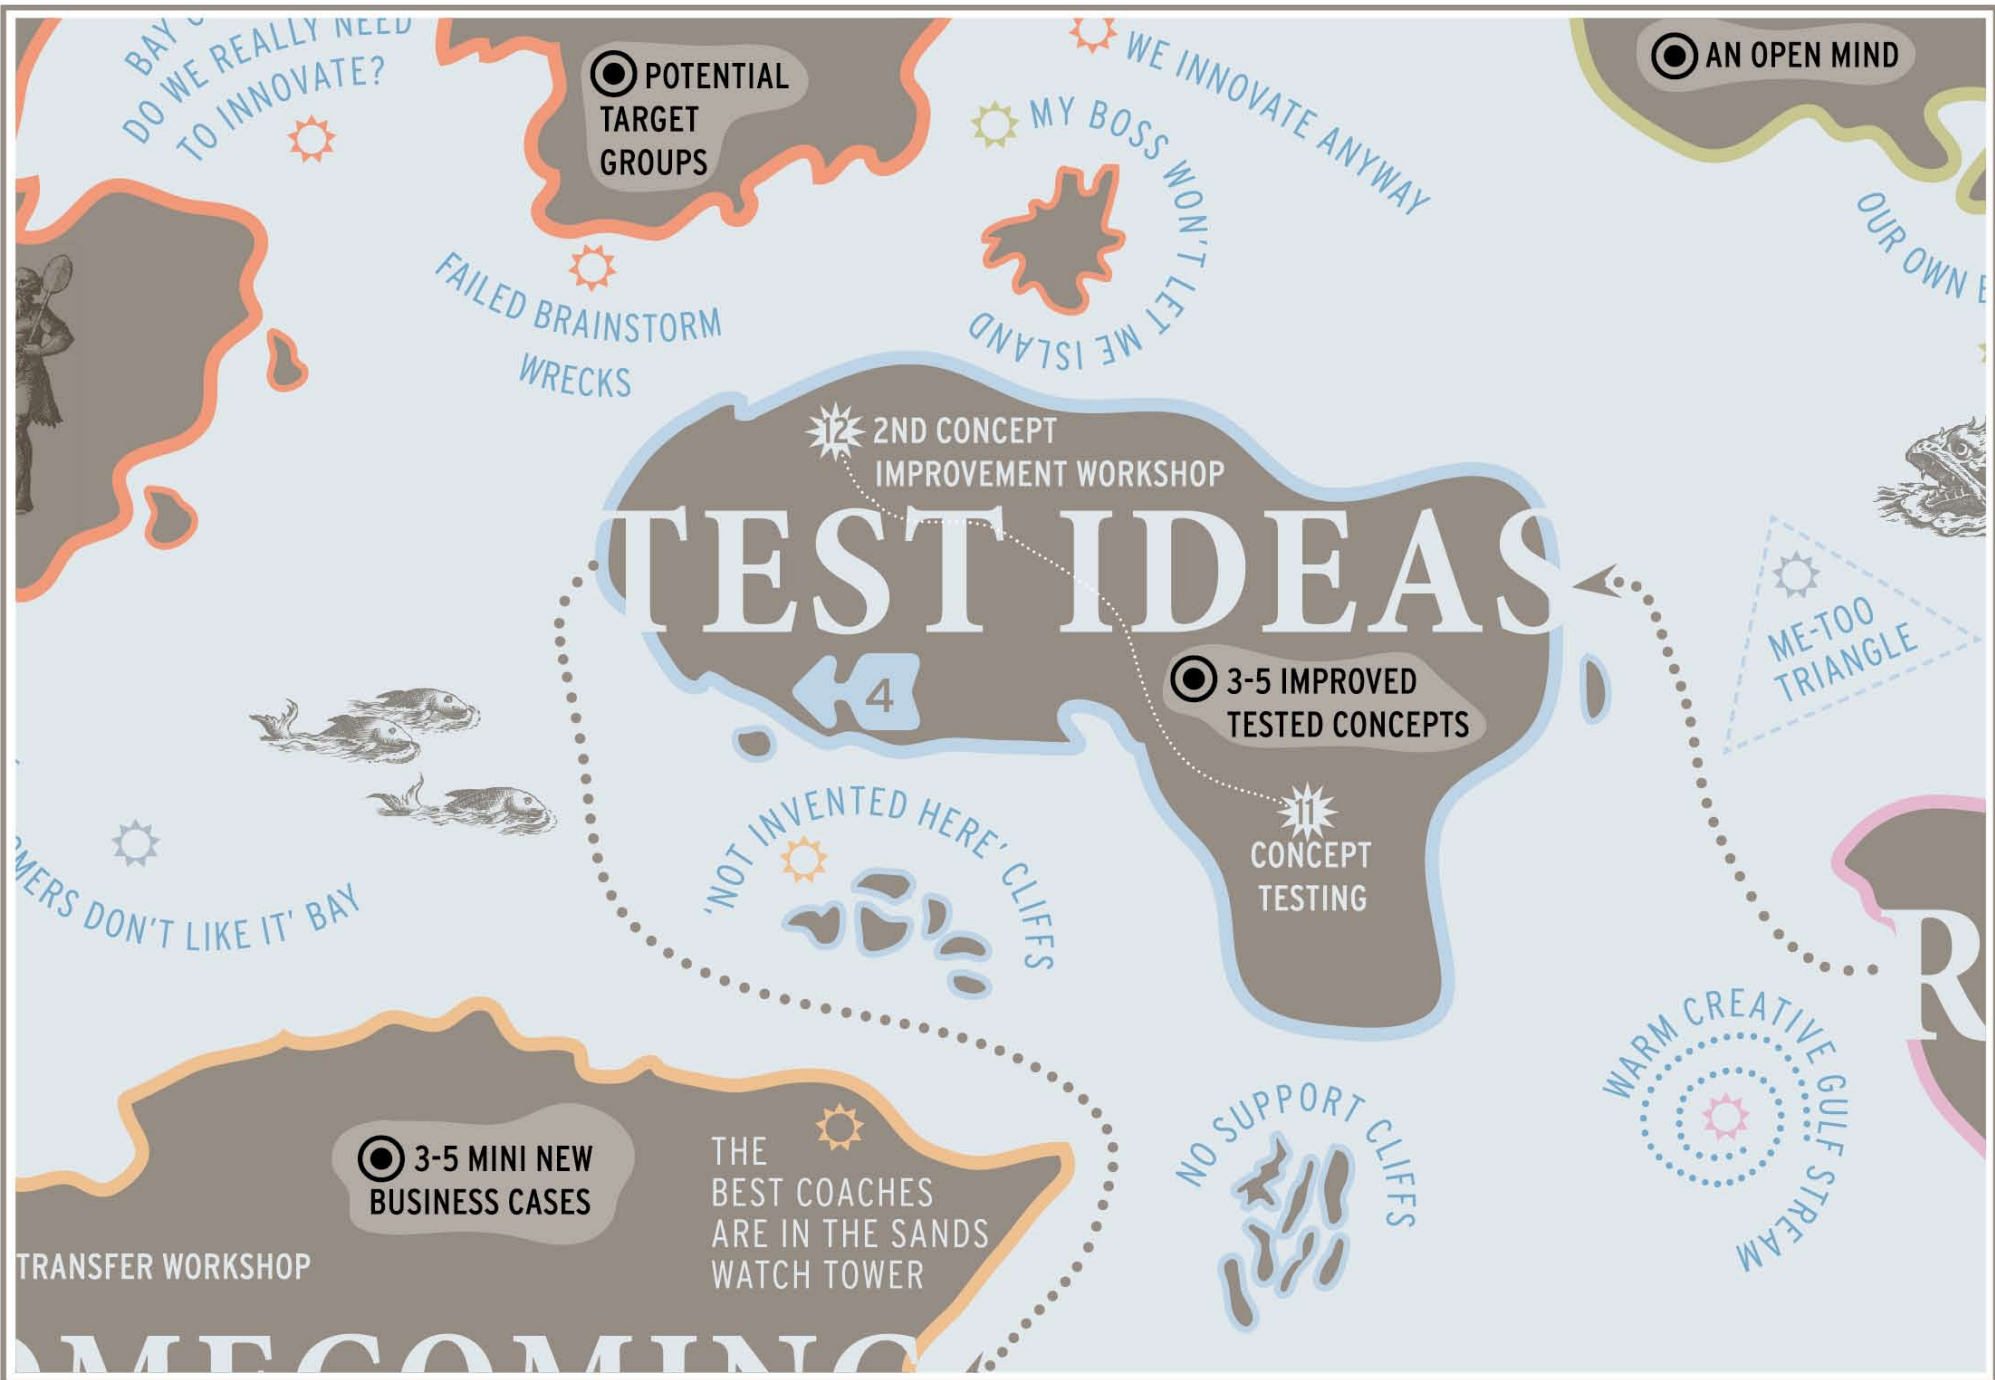 BAY
DO WE REALLY NEED
TO INNOVATE?
POTENTIAL
TARGET
GROUPS
WE INNOVATE ANYWAY
AN OPEN MIND
MY BOSS WON'T LET ME ISLAND
OUR OWN
FAILED BRAINSTORM
WRECKS
12 2ND CONCEPT
IMPROVEMENT WORKSHOP
TEST IDEAS
ME-TOO
TRIANGLE
4
3-5 IMPROVED
TESTED CONCEPTS
11
CONCEPT
TESTING
'NOT INVENTED HERE' CLIFFS
MERS DON'T LIKE IT' BAY
R
WARM CREATIVE GULF STREAM
NO SUPPORT CLIFFS
3-5 MINI NEW
BUSINESS CASES
THE
BEST COACHES
ARE IN THE SANDS
WATCH TOWER
TRANSFER WORKSHOP
OMECOMING